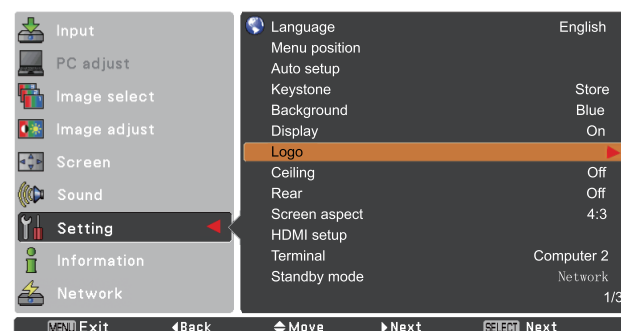 Input
PC adjust
Image select
Image adjust
Screen
Sound
Setting
Information
Network
Language English
Menu position
Auto setup
Keystone Store
Background Blue
Display On
Logo
Ceiling Off
Rear Off
Screen aspect 4:3
HDMI setup
Terminal Computer 2
Standby mode Network
1/3
MENU Exit Back Move Next SELECT Next